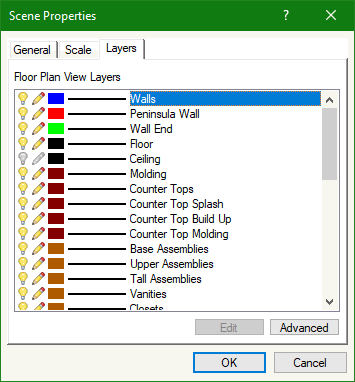 Scene Properties
?
General
Scale
Layers
Floor Plan View Layers
Walls
Peninsula Wall
Wall End
Floor
Ceiling
Molding
Counter Tops
Counter Top Splash
Counter Top Build Up
Counter Top Molding
Base Assemblies
Upper Assemblies
Tall Assemblies
Vanities
Closets
Edit
Advanced
OK
Cancel